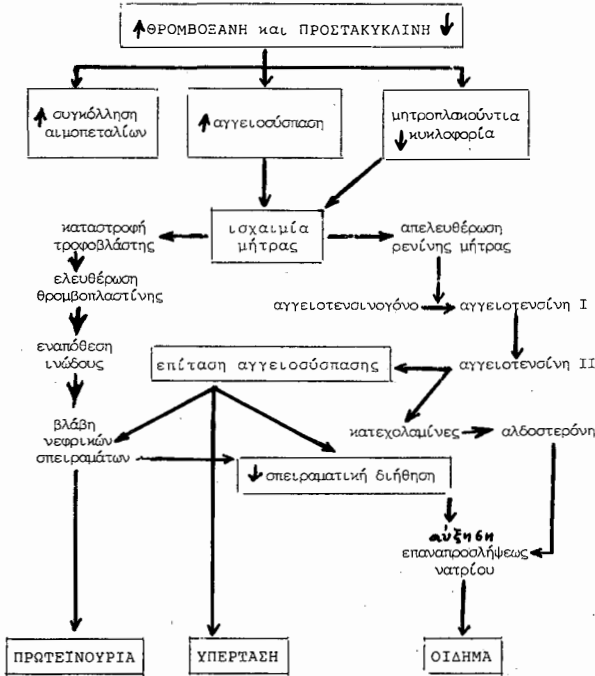 ↑ΘΡΟΜΒΟΞΑΝΗ και ΠΡΟΣΤΑΚΥΚΛΙΝΗ ↓
↑ συγκόλληση
αιμοπεταλίων
↑ αγγειοσύσπαση
μητροπλακούντια
↓ κυκλοφορία
καταστροφή
τροφοβλάστης
ισχαιμία
μήτρας
απελευθέρωση
ρενίνης μήτρας
ελευθέρωση
θρομβοπλαστίνης
αγγειοτενσινογόνο
αγγειοτενσίνη Ι
εναπόθεση
ινώδους
επίταση αγγειοσύσπασης
αγγειοτενσίνη ΙΙ
βλάβη
νεφρικών
σπειραμάτων
κατεχολαμίνες
αλδοστερόνη
↓ σπειραματική διήθηση
αύξηση
επαναπροσλήψεως
νατρίου
ΠΡΩΤΕΪΝΟΥΡΙΑ
ΥΠΕΡΤΑΣΗ
ΟΙΔΗΜΑ